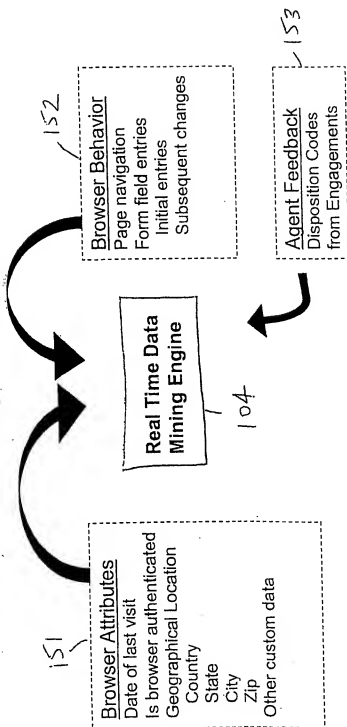 151
Browser Attributes
Date of last visit
Is browser authenticated
Geographical Location
Country
State
City
Zip
Other custom data
Real Time Data
Mining Engine
104
152
Browser Behavior
Page navigation
Form field entries
Initial entries
Subsequent changes
153
Agent Feedback
Disposition Codes
from Engagements